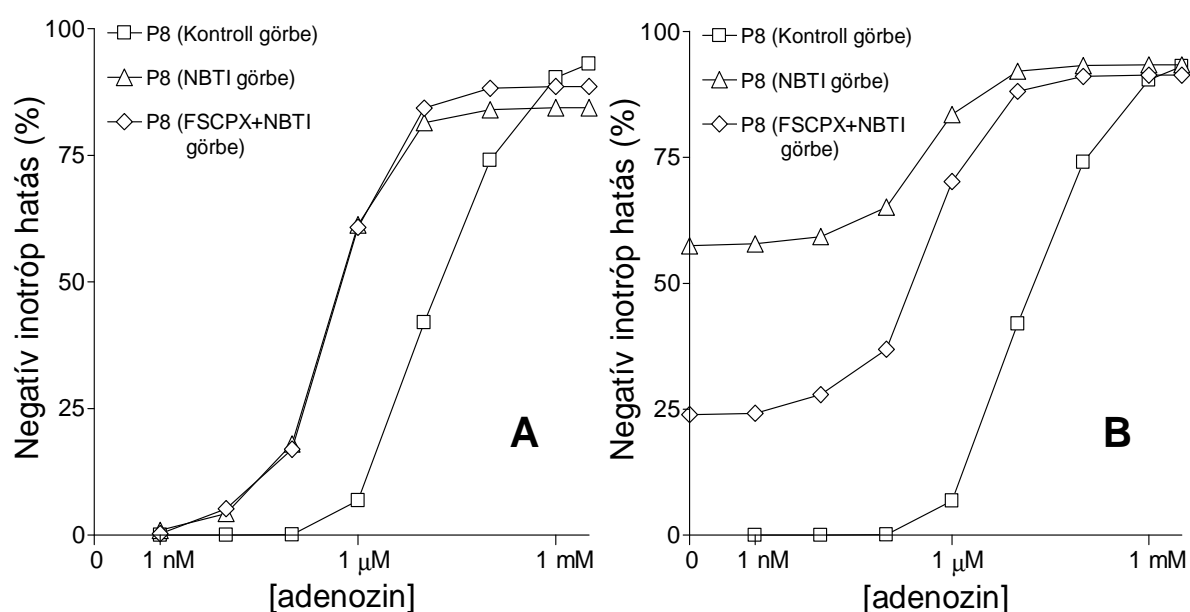 100
75
50
25
0
Negatív inotróp hatás (%)
P8 (Kontroll görbe)
P8 (NBTI görbe)
P8 (FSCPX+NBTI
görbe)
A
0 1 nM 1 μM 1 mM
[adenozin]
100
75
50
25
0
Negatív inotróp hatás (%)
P8 (Kontroll görbe)
P8 (NBTI görbe)
P8 (FSCPX+NBTI
görbe)
B
0 1 nM 1 μM 1 mM
[adenozin]